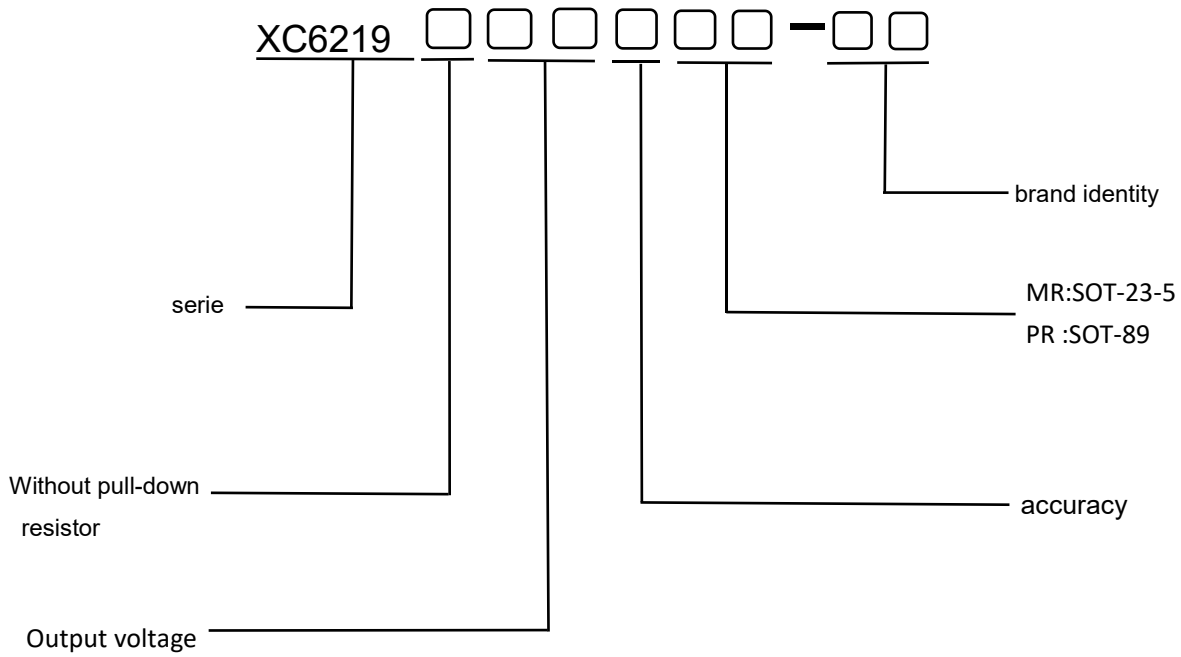 XC6219 -
brand identity
serie
MR:SOT-23-5
PR :SOT-89
Without pull-down
resistor
accuracy
Output voltage